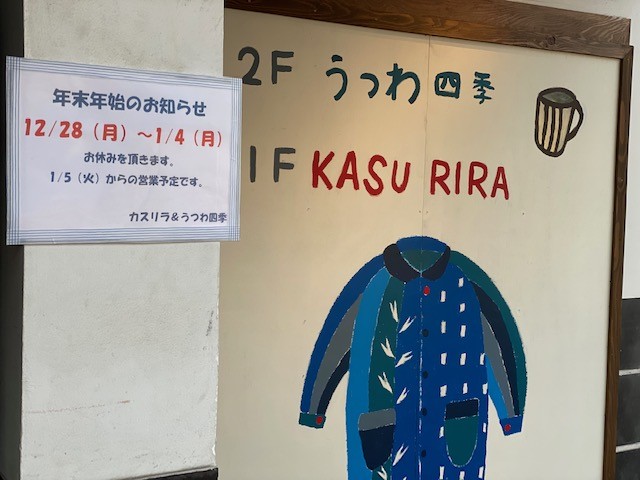 年末年始のお知らせ
12/28（月）～1/4（月）
お休みを頂きます。
1/5（火）からの営業予定です。
カスリラ&うつわ四季
2F うつわ四季
1F KASU RIRA